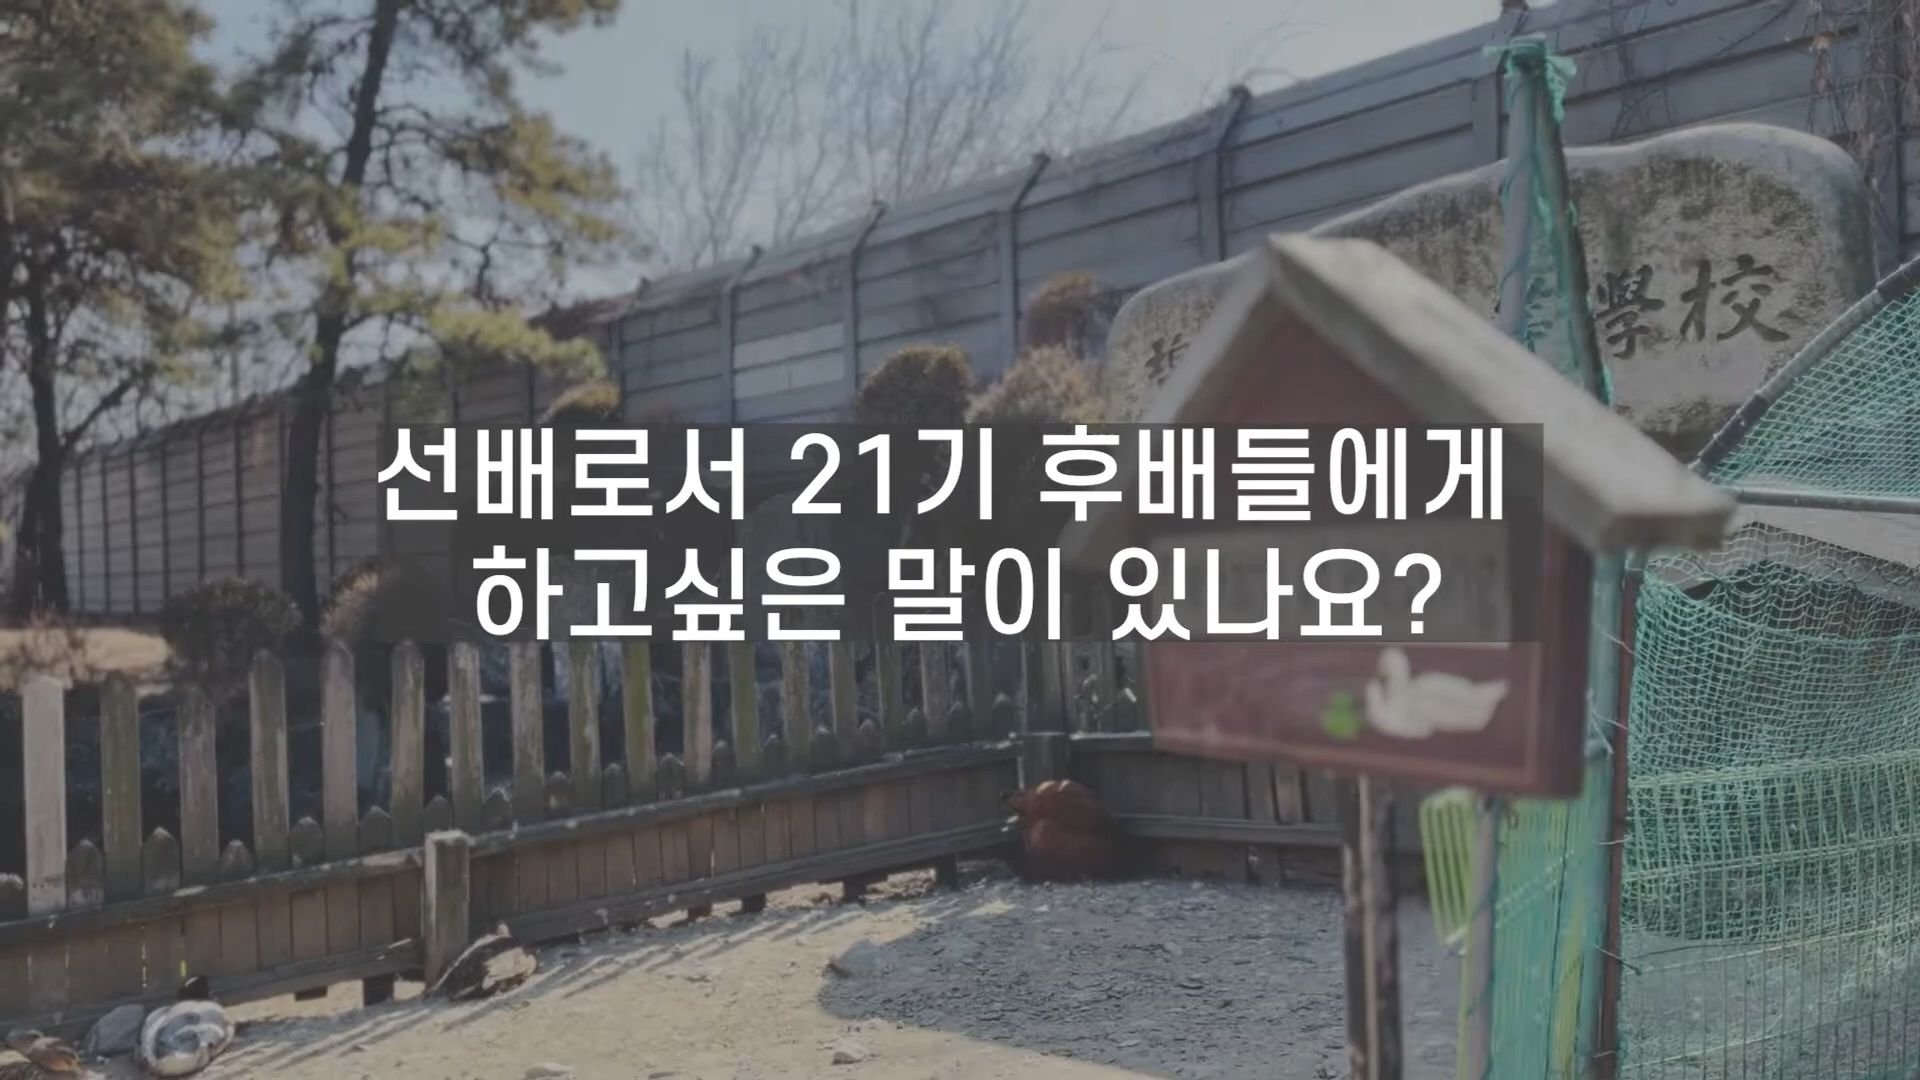 學校
선배로서 21기 후배들에게
하고싶은 말이 있나요?